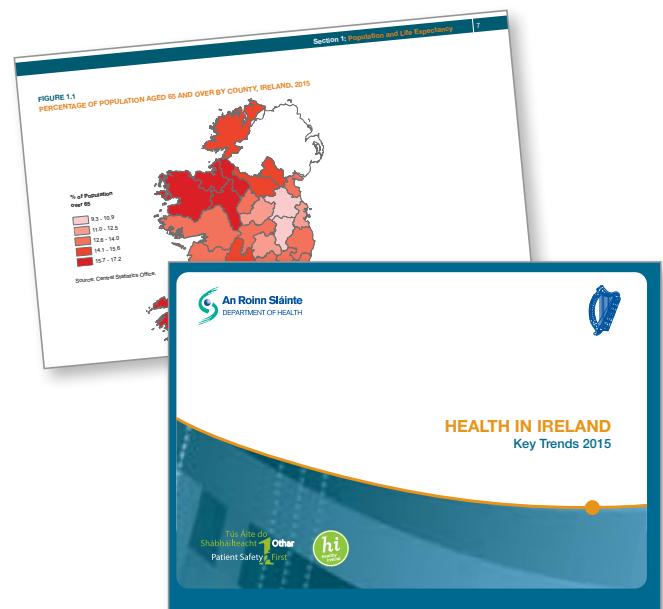 Section 1: Population and Life Expectancy 7
FIGURE 1.1
PERCENTAGE OF POPULATION AGED 65 AND OVER BY COUNTY, IRELAND, 2015
% of Population
over 65
9.3 - 10.9
11.0 - 12.5
12.6 - 14.0
14.1 - 15.6
15.7 - 17.2
Source: Central Statistics Office.
An Roinn Sláinte
DEPARTMENT OF HEALTH
HEALTH IN IRELAND
Key Trends 2015
Tús Áite do
Shábháilteacht 1 Othar
Patient Safety First
hi
healthy
ireland